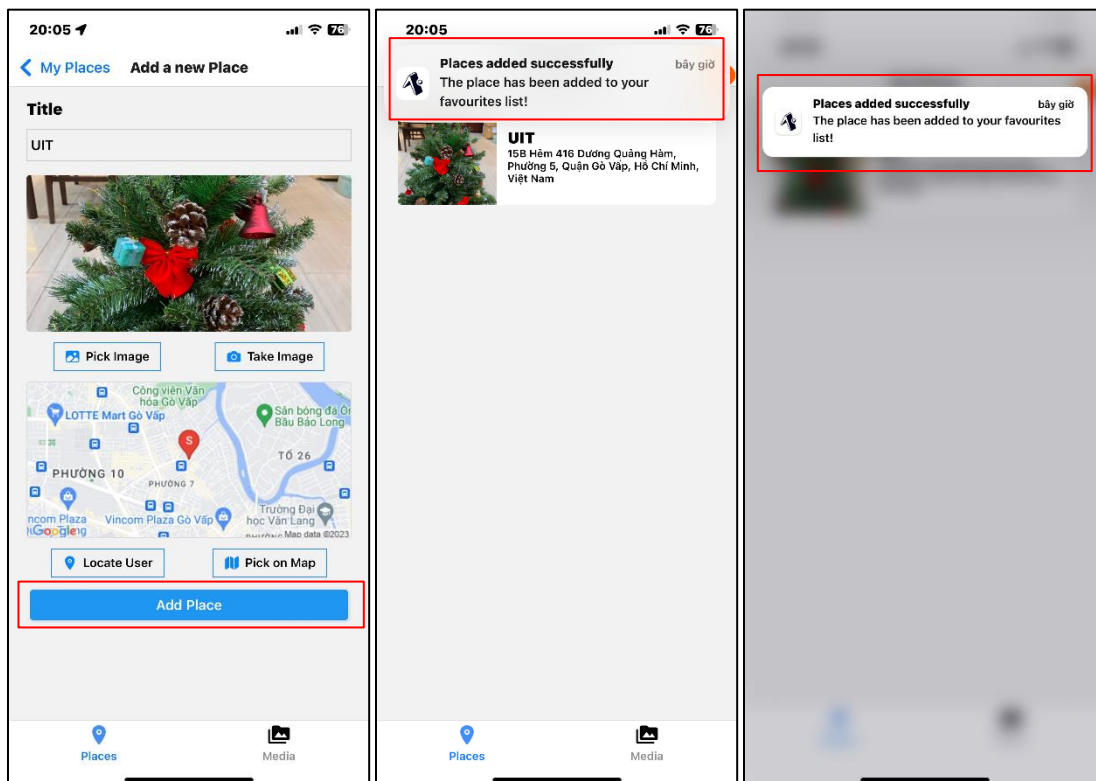 20:05
76
My Places
Add a new Place
Title
UIT
Pick Image
Take Image
Công viên Văn
hóa Gò Vấp
LOTTE Mart Gò Vấp
Sân bóng đá
Bầu Bảo Long
TỔ 26
S
PHƯỜNG 10
PHƯỜNG 7
Trường Đại
học Văn Lang
Plaza
Vincom Plaza Gò Vấp
Google
Map data ©2023
Locate User
Pick on Map
Add Place
Places
Media
20:05
76
Places added successfully
bây giờ
The place has been added to your
favourites list!
UIT
15B Hẻm 416 Dương Quảng Hàm,
Phường 5, Quận Gò Vấp, Hồ Chí Minh,
Việt Nam
Places
Media
Places added successfully
bây giờ
The place has been added to your favourites
list!